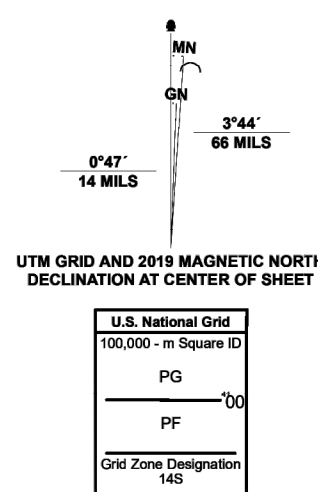 MN
GN
3°44´
66 MILS
0°47´
14 MILS
UTM GRID AND 2019 MAGNETIC NORTH
DECLINATION AT CENTER OF SHEET
U.S. National Grid
100,000 - m Square ID
PG
⁴¹00
PF
Grid Zone Designation
14S